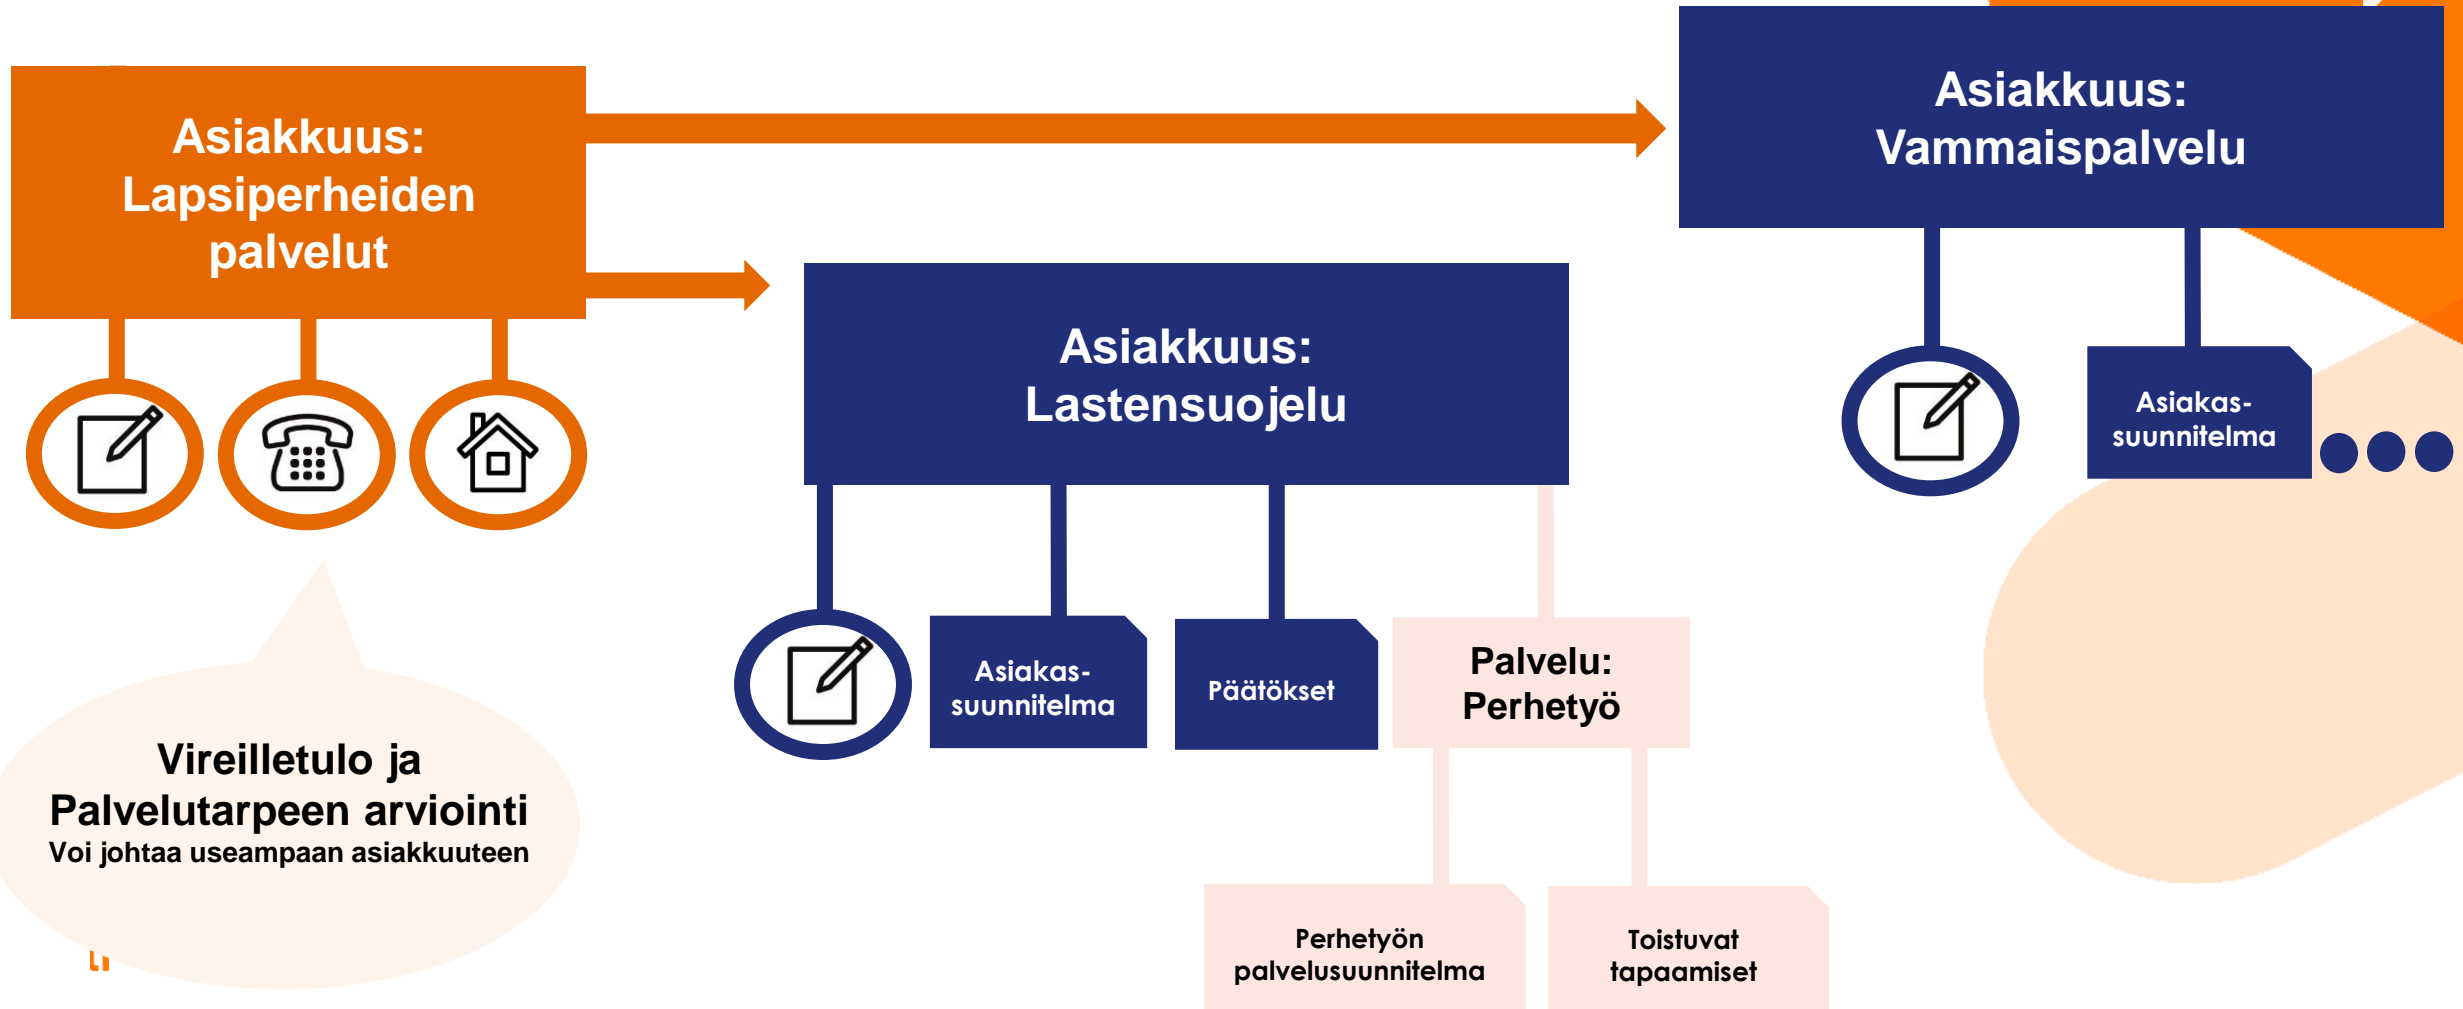 Asiakkuus:
Lapsiperheiden
palvelut
Asiakkuus:
Vammaispalvelu
Asiakkuus:
Lastensuojelu
Asiakas-
suunnitelma
Asiakas-
suunnitelma
Päätökset
Palvelu:
Perhetyö
Vireilletulo ja
Palvelutarpeen arviointi
Voi johtaa useampaan asiakkuuteen
Perhetyön
palvelusuunnitelma
Toistuvat
tapaamiset